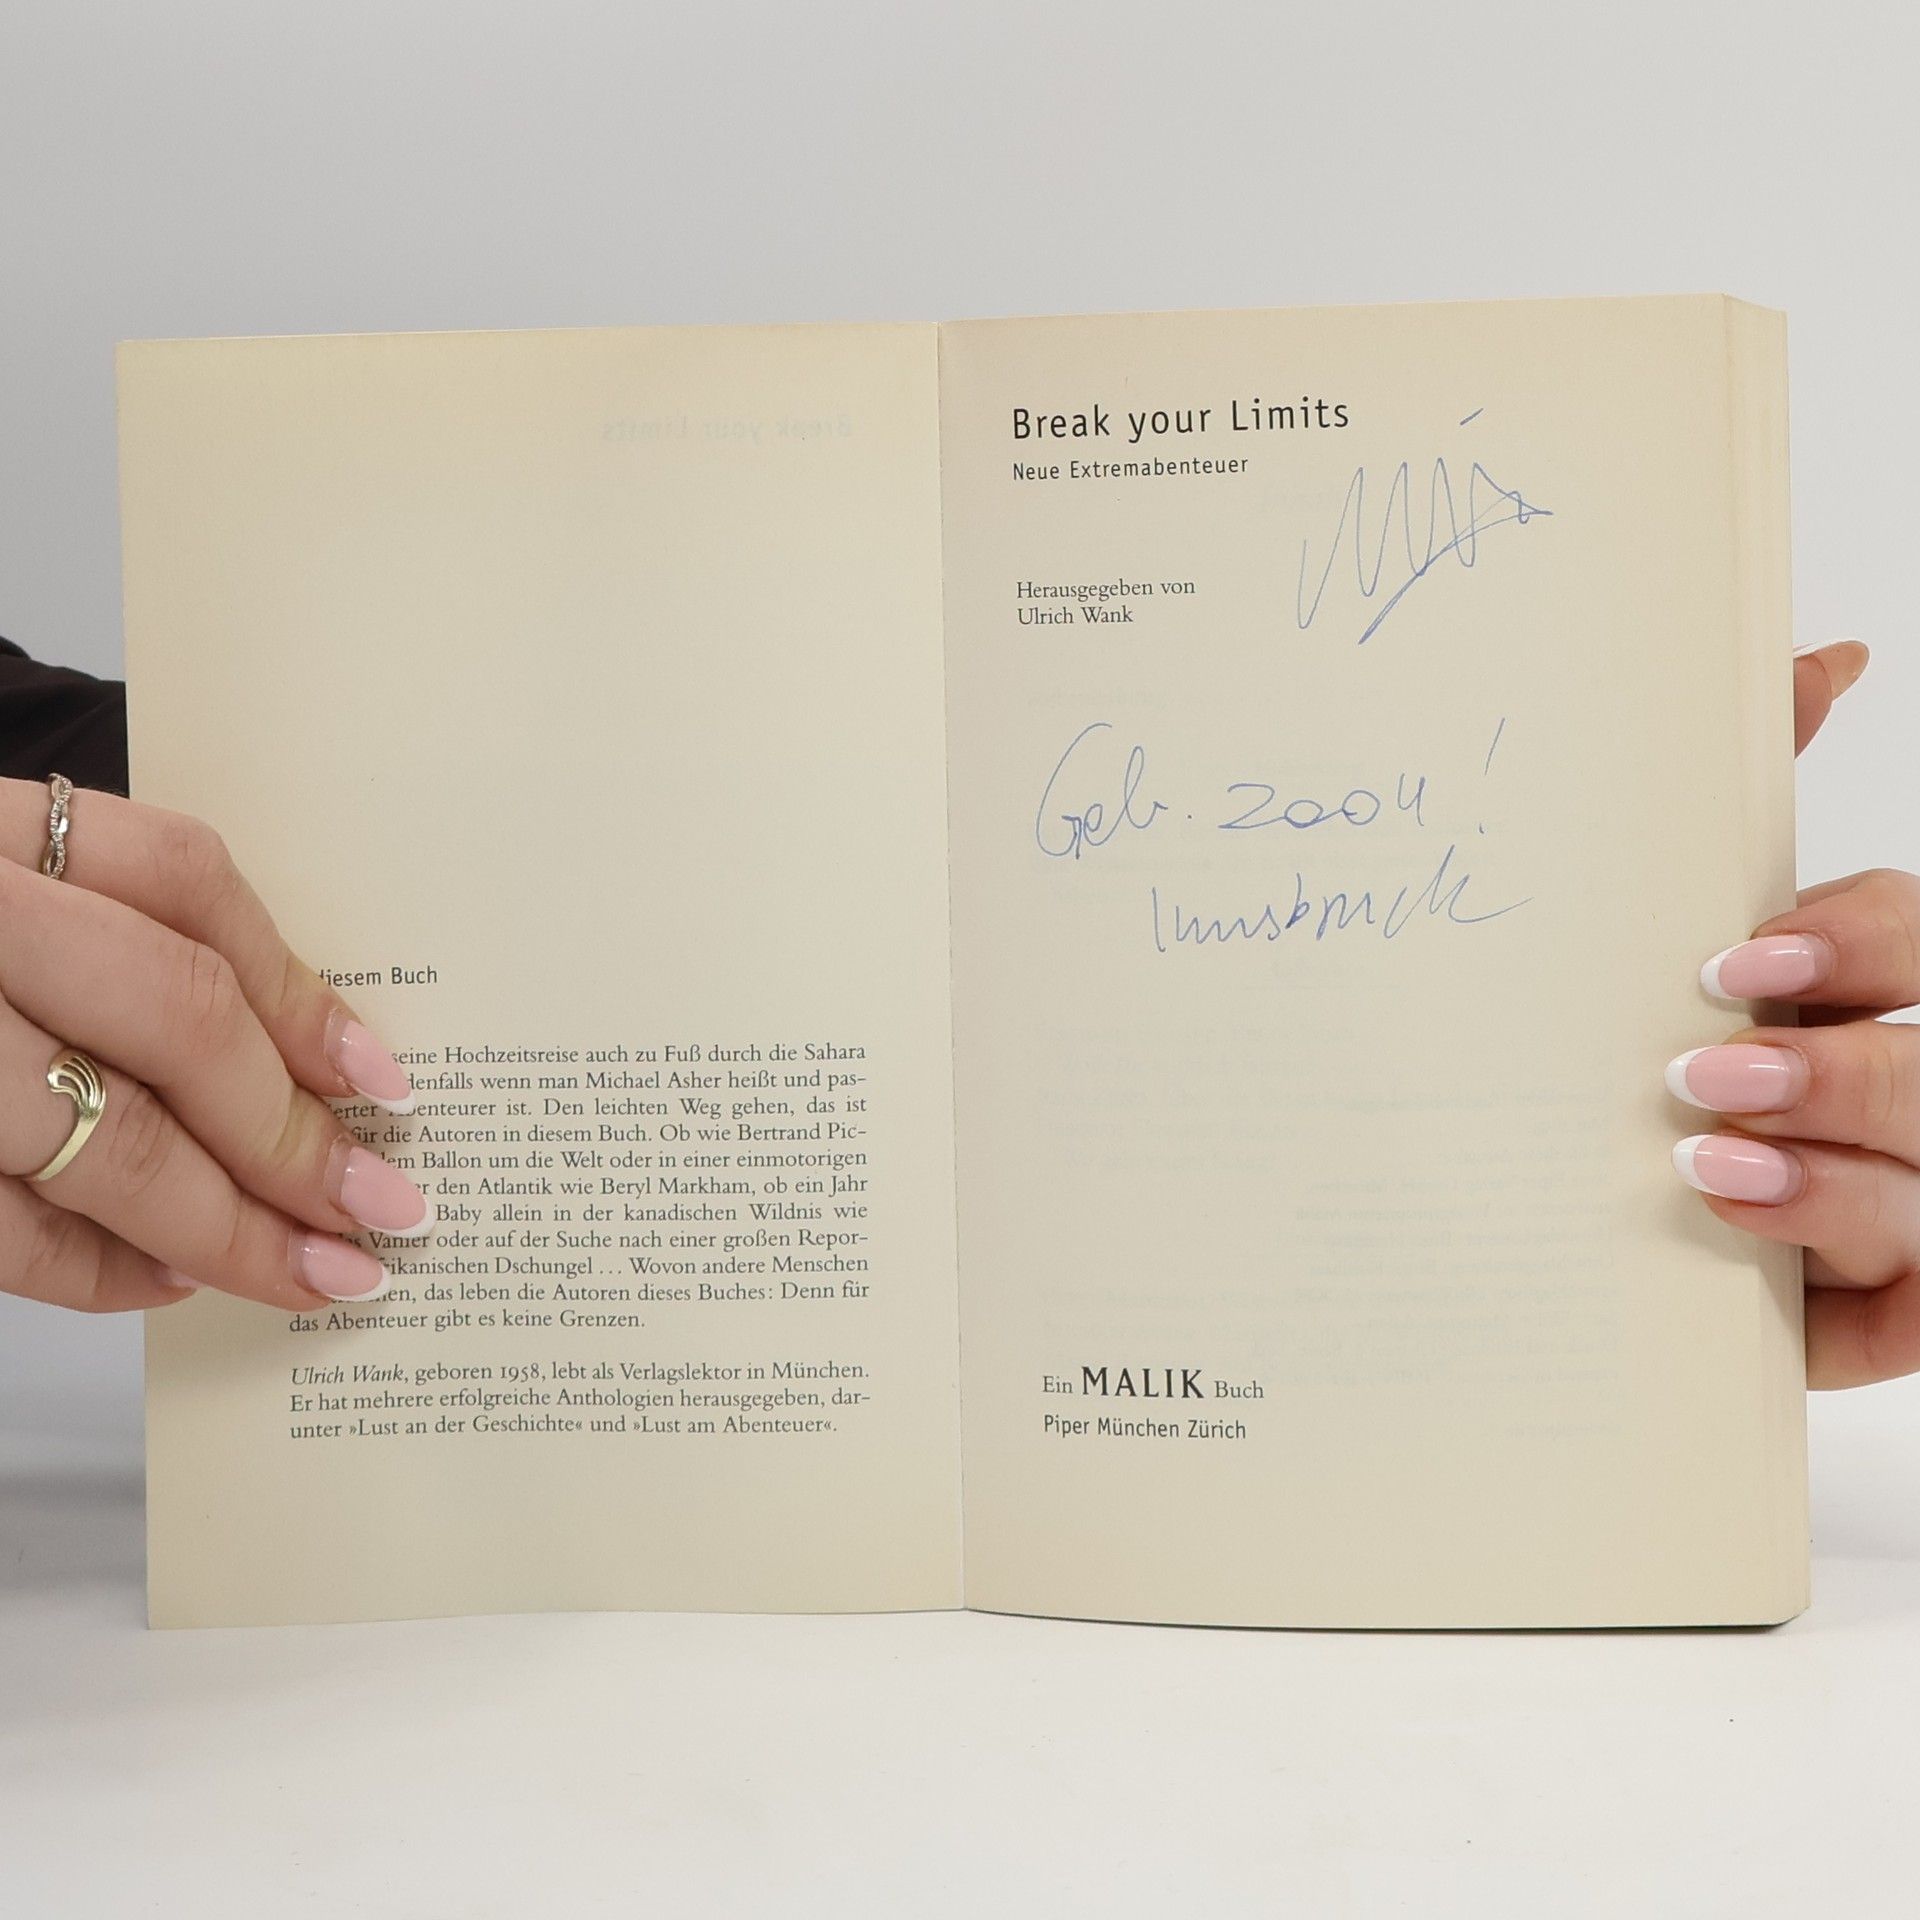 diesem Buch
seine Hochzeitsreise auch zu Fuß durch die Sahara
denfalls wenn man Michael Asher heißt und pas-
erter Abenteurer ist. Den leichten Weg gehen, das ist
für die Autoren in diesem Buch. Ob wie Bertrand Pic-
dem Ballon um die Welt oder in einer einmotorigen
er den Atlantik wie Beryl Markham, ob ein Jahr
Baby allein in der kanadischen Wildnis wie
Vanier oder auf der Suche nach einer großen Repor-
frikanischen Dschungel ... Wovon andere Menschen
en, das leben die Autoren dieses Buches: Denn für
das Abenteuer gibt es keine Grenzen.
Ulrich Wank, geboren 1958, lebt als Verlagslektor in München.
Er hat mehrere erfolgreiche Anthologien herausgegeben, dar-
unter »Lust an der Geschichte« und »Lust am Abenteuer«.
Break your Limits
Neue Extremabenteuer
Herausgegeben von
Ulrich Wank
Geb. 2004!
Innsbruck
Ein MALIK Buch
Piper München Zürich